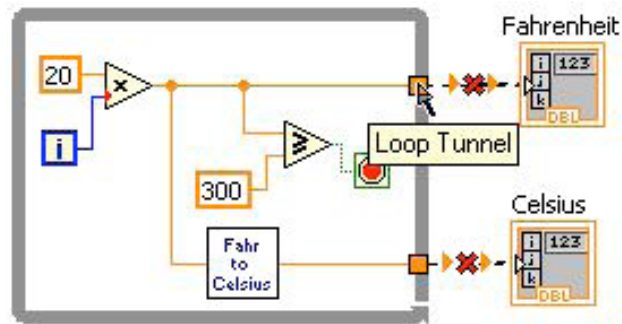 Fahrenheit
20
x
i
i
j
k
123
DBL
≥
Loop Tunnel
300
Celsius
Fahr
to
Celsius
i
j
k
123
DBL